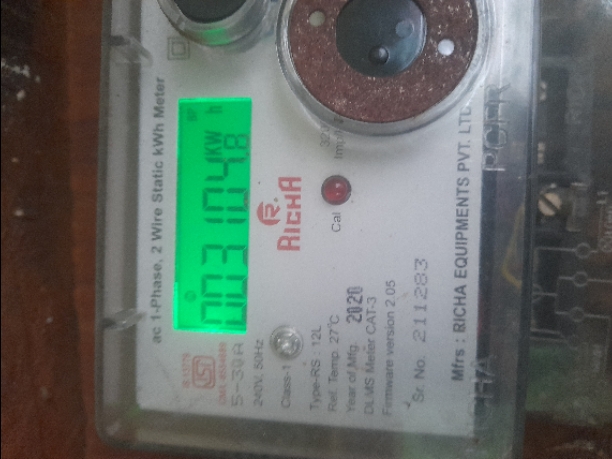 ac 1-Phase, 2 Wire Static kWh Meter
003104.8
KW
h
5-30A
240V, 50Hz
R
RICHA
Class-1
Cal
Type-RS : 12L
Ref. Temp. 27°C
Year of Mfg. 2020
DLMS Meter CAT-3
Firmware version 2.05
Sr. No. 211283
Mfrs : RICHA EQUIPMENTS PVT. LTD.